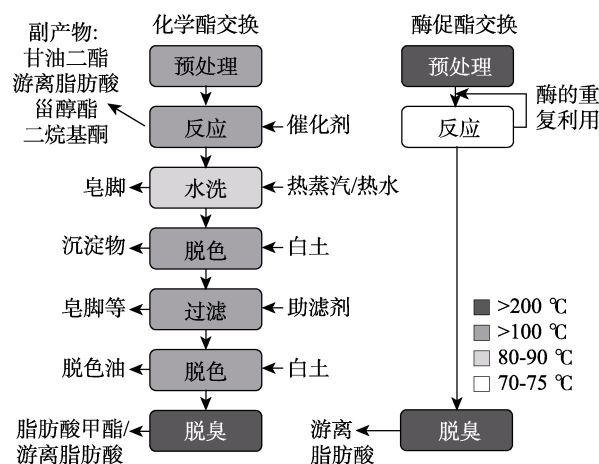 化学酯交换
酶促酯交换
副产物:
甘油二酯
游离脂肪酸
甾醇酯
二烷基酮
预处理
预处理
反应
催化剂
反应
酶的重
复利用
皂脚
水洗
热蒸汽/热水
沉淀物
脱色
白土
皂脚等
过滤
助滤剂
脱色油
脱色
白土
>200 ℃
>100 ℃
80-90 ℃
70-75 ℃
脂肪酸甲酯/
游离脂肪酸
脱臭
游离
脂肪酸
脱臭